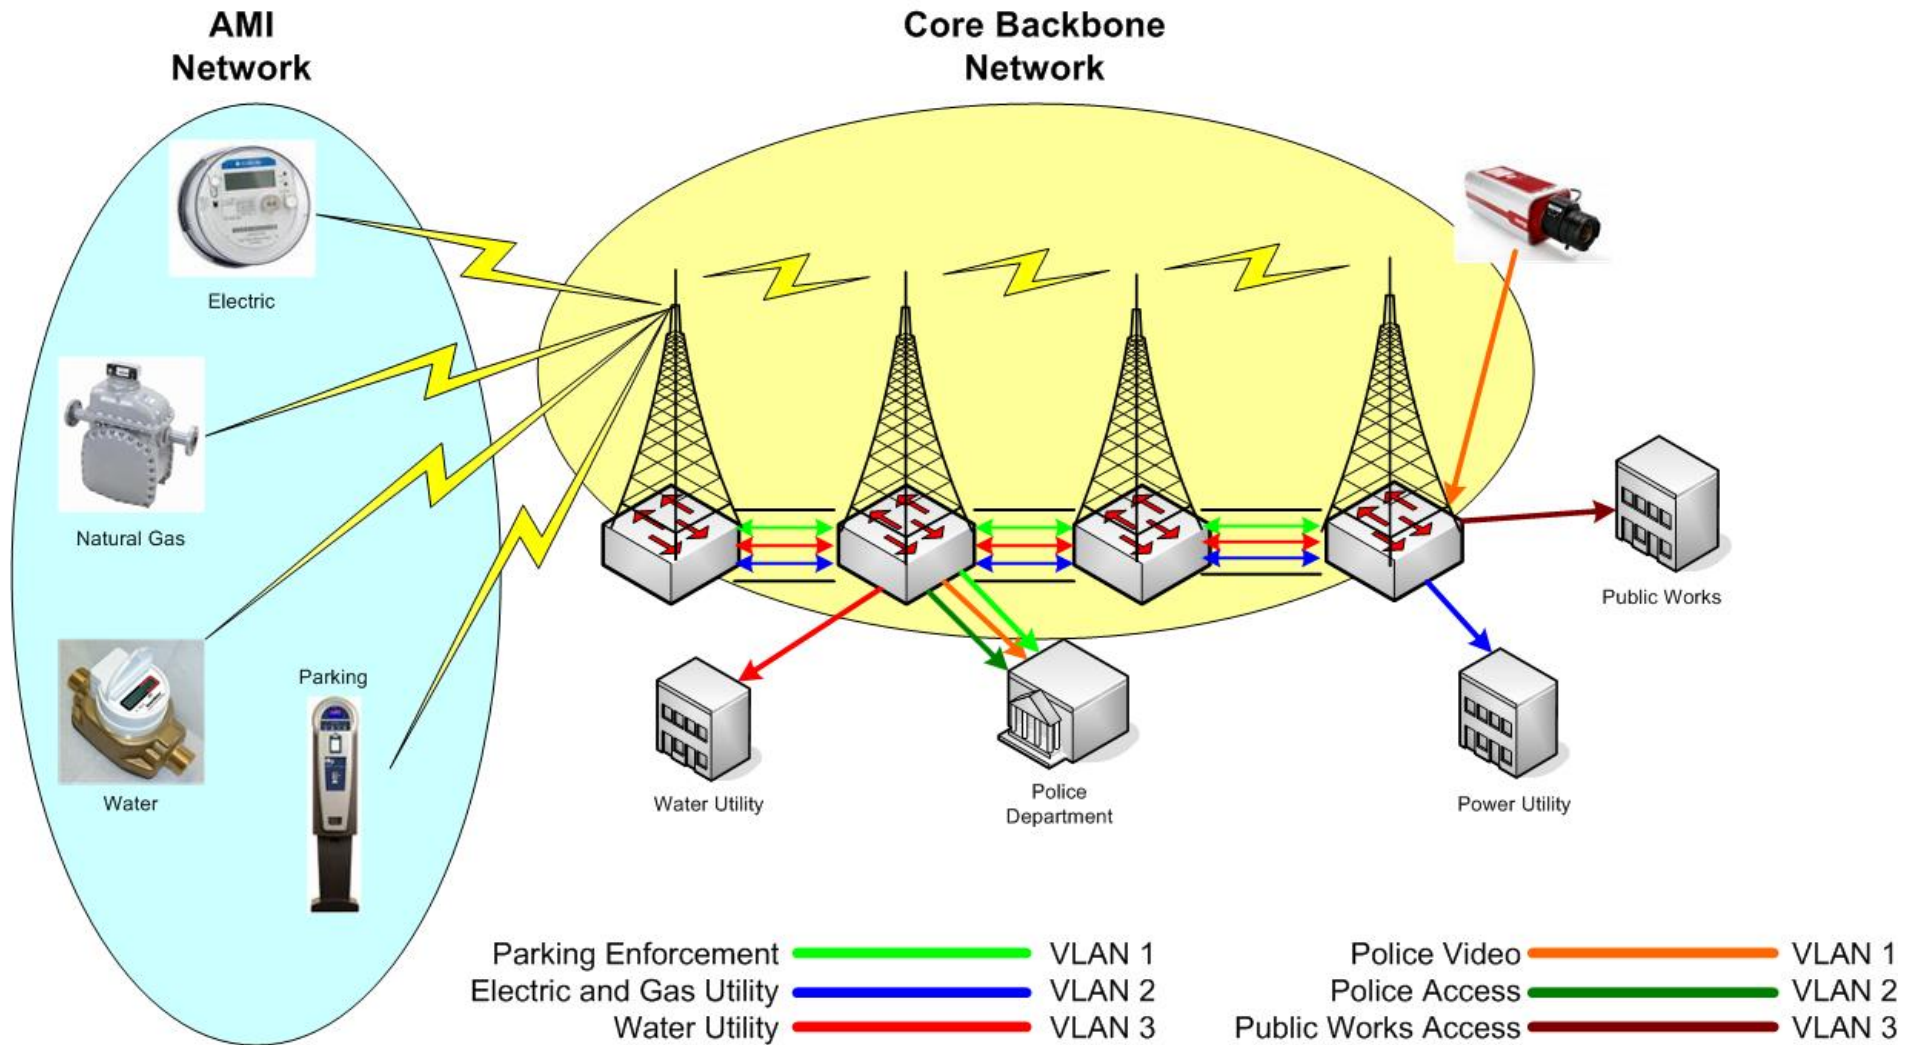 AMI
Network
Core Backbone
Network
Electric
Natural Gas
Water
Parking
Public Works
Water Utility
Police
Department
Power Utility
Parking Enforcement VLAN 1
Electric and Gas Utility VLAN 2
Water Utility VLAN 3
Police Video VLAN 1
Police Access VLAN 2
Public Works Access VLAN 3